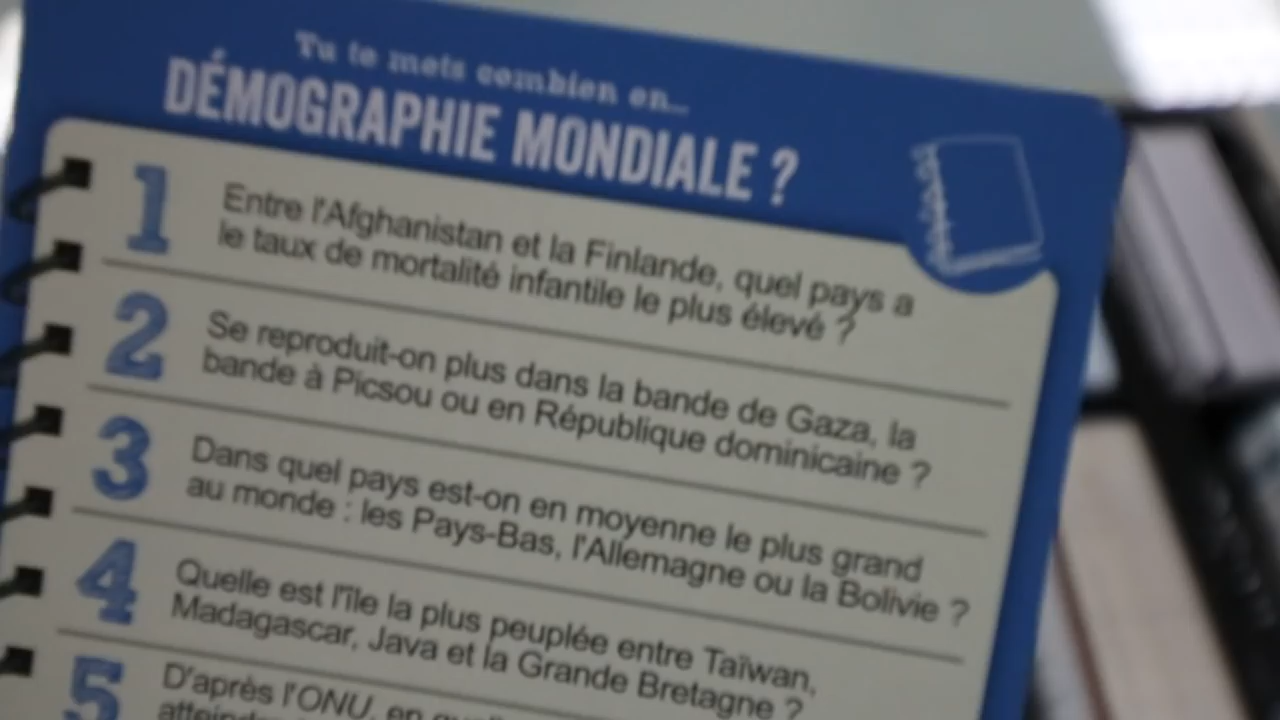 Tu te mets combien en...
DÉMOGRAPHIE MONDIALE ?
1
Entre l'Afghanistan et la Finlande, quel pays a
le taux de mortalité infantile le plus élevé ?
2
Se reproduit-on plus dans la bande de Gaza, la
bande à Picsou ou en République dominicaine ?
3
Dans quel pays est-on en moyenne le plus grand
au monde : les Pays-Bas, l'Allemagne ou la Bolivie ?
4
Quelle est l'île la plus peuplée entre Taïwan,
Madagascar, Java et la Grande Bretagne ?
5
D'après l'ONU, en